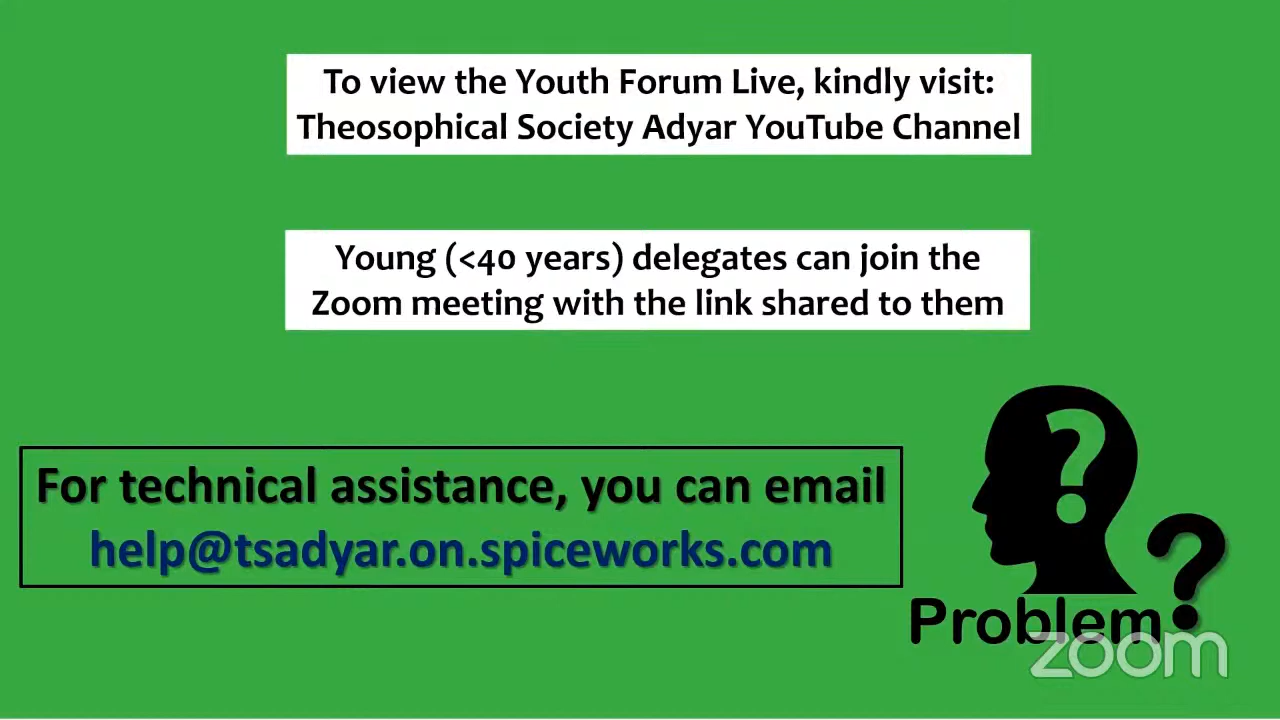 To view the Youth Forum Live, kindly visit:
Theosophical Society Adyar YouTube Channel
Young (<40 years) delegates can join the
Zoom meeting with the link shared to them
For technical assistance, you can email
help@tsadyar.on.spiceworks.com
?
Problem?
zoom